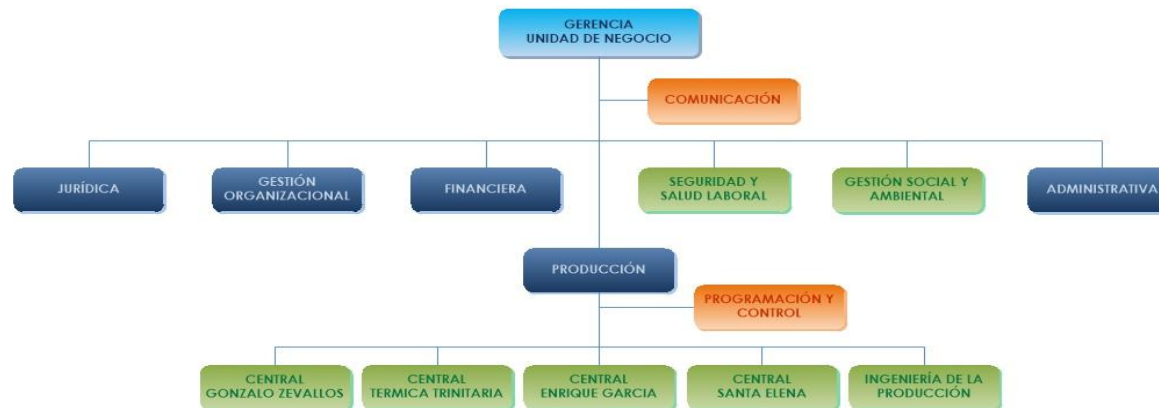 GERENCIA
UNIDAD DE NEGOCIO
COMUNICACIÓN
JURÍDICA
GESTIÓN
ORGANIZACIONAL
FINANCIERA
SEGURIDAD Y
SALUD LABORAL
GESTIÓN SOCIAL Y
AMBIENTAL
ADMINISTRATIVA
PRODUCCIÓN
PROGRAMACIÓN Y
CONTROL
CENTRAL
GONZALO ZEVALLOS
CENTRAL
TERMICA TRINITARIA
CENTRAL
ENRIQUE GARCIA
CENTRAL
SANTA ELENA
INGENIERÍA DE LA
PRODUCCIÓN